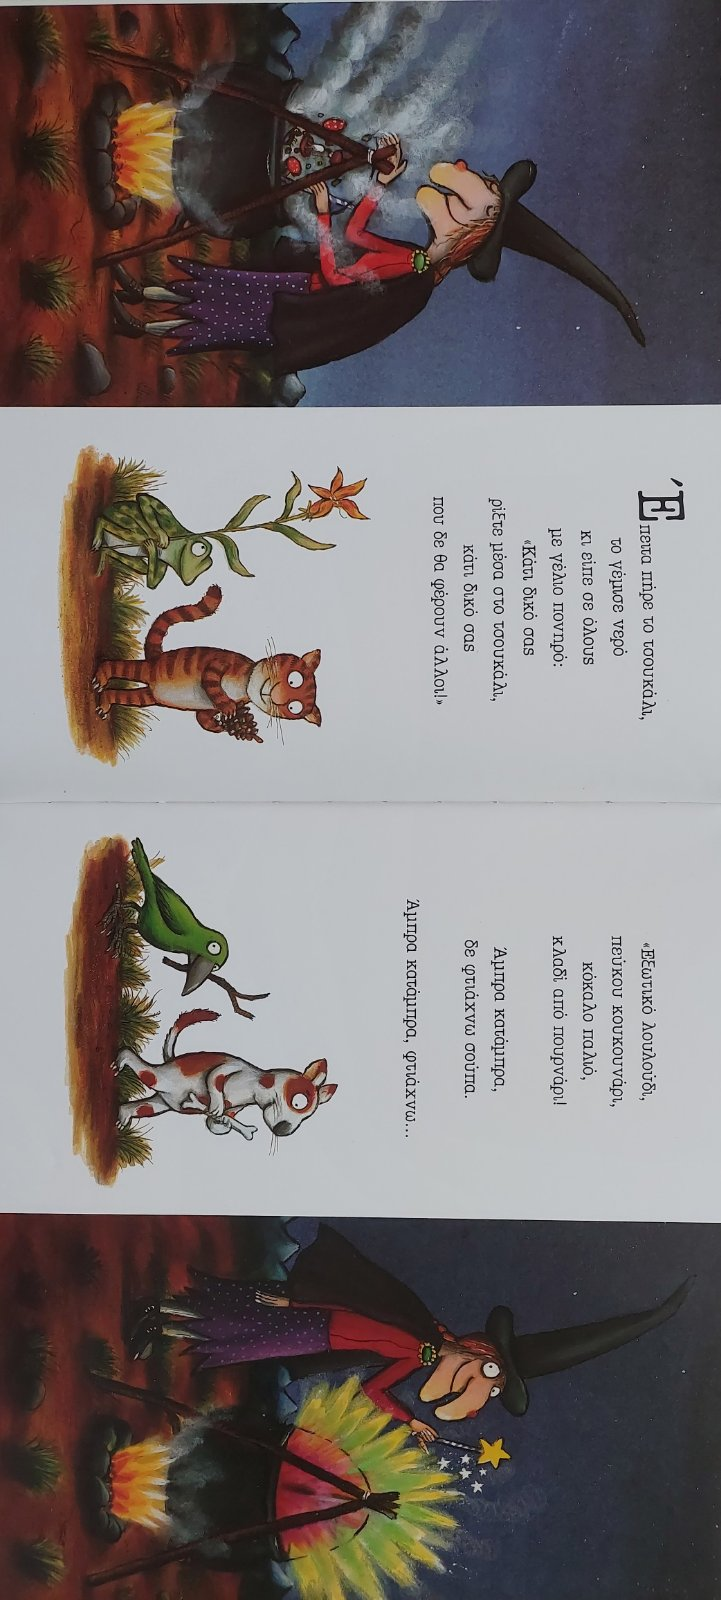 Έπειτα πήρε το τσουκάλι,
το γέμισε νερό
κι είπε σε όλους
με γέλιο πονηρό:
«Κάτι δικό σας
ρίξτε μέσα στο τσουκάλι,
κάτι δικό σας
που δε θα φέρουν άλλοι!»
«Εξωτικό λουλούδι,
πεύκου κουκουνάρι,
κόκαλο παλιό,
κλαδί από πουρνάρι!
Άμπρα κατάμπρα,
δε φτιάχνω σούπα.
Άμπρα κατάμπρα, φτιάχνω...